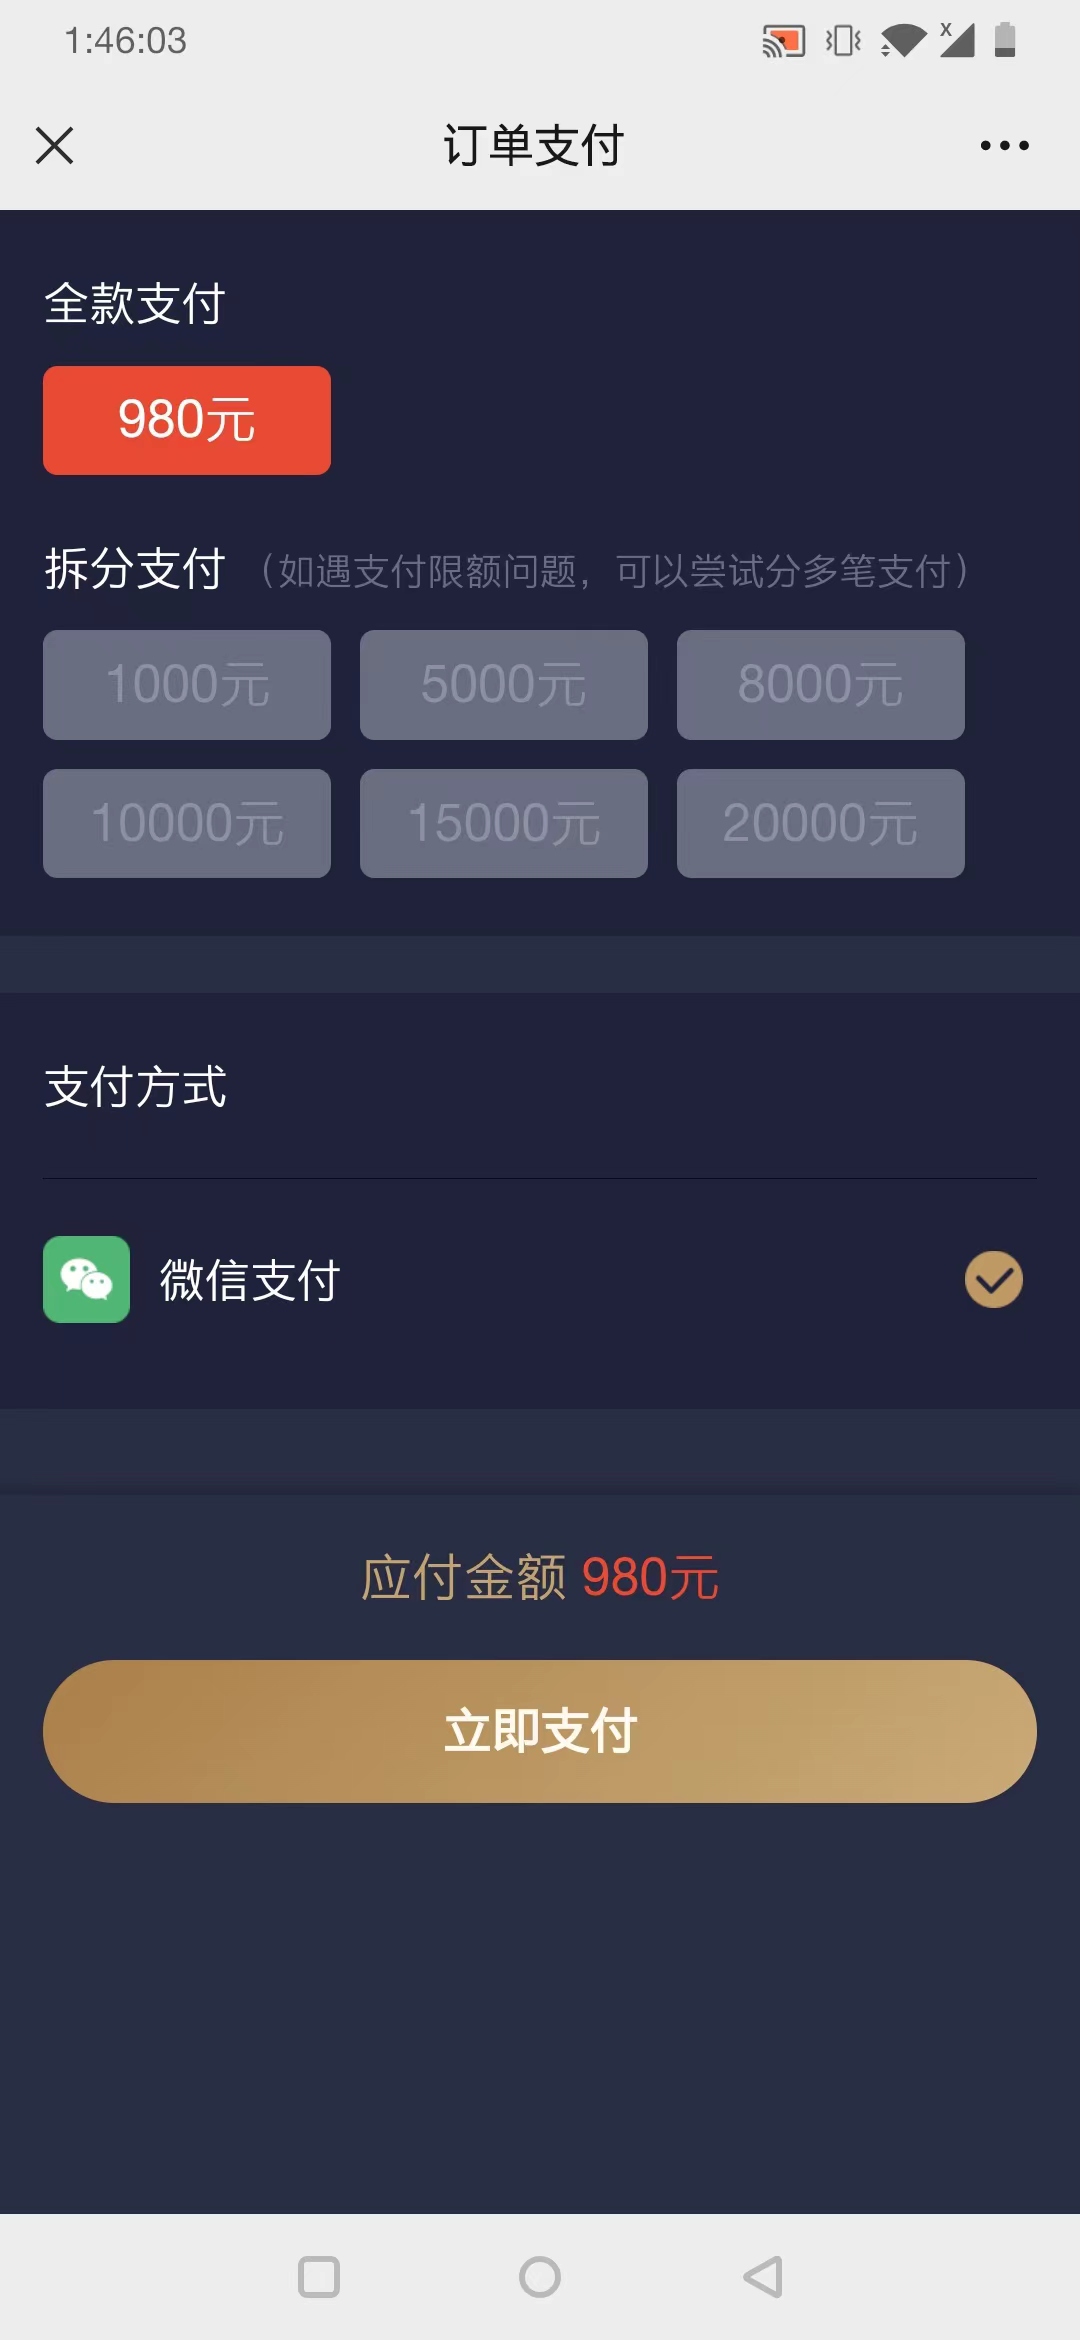 1:46:03
订单支付
全款支付
980元
拆分支付（如遇支付限额问题，可以尝试分多笔支付）
1000元 5000元 8000元
10000元 15000元 20000元
支付方式
微信支付
应付金额 980元
立即支付